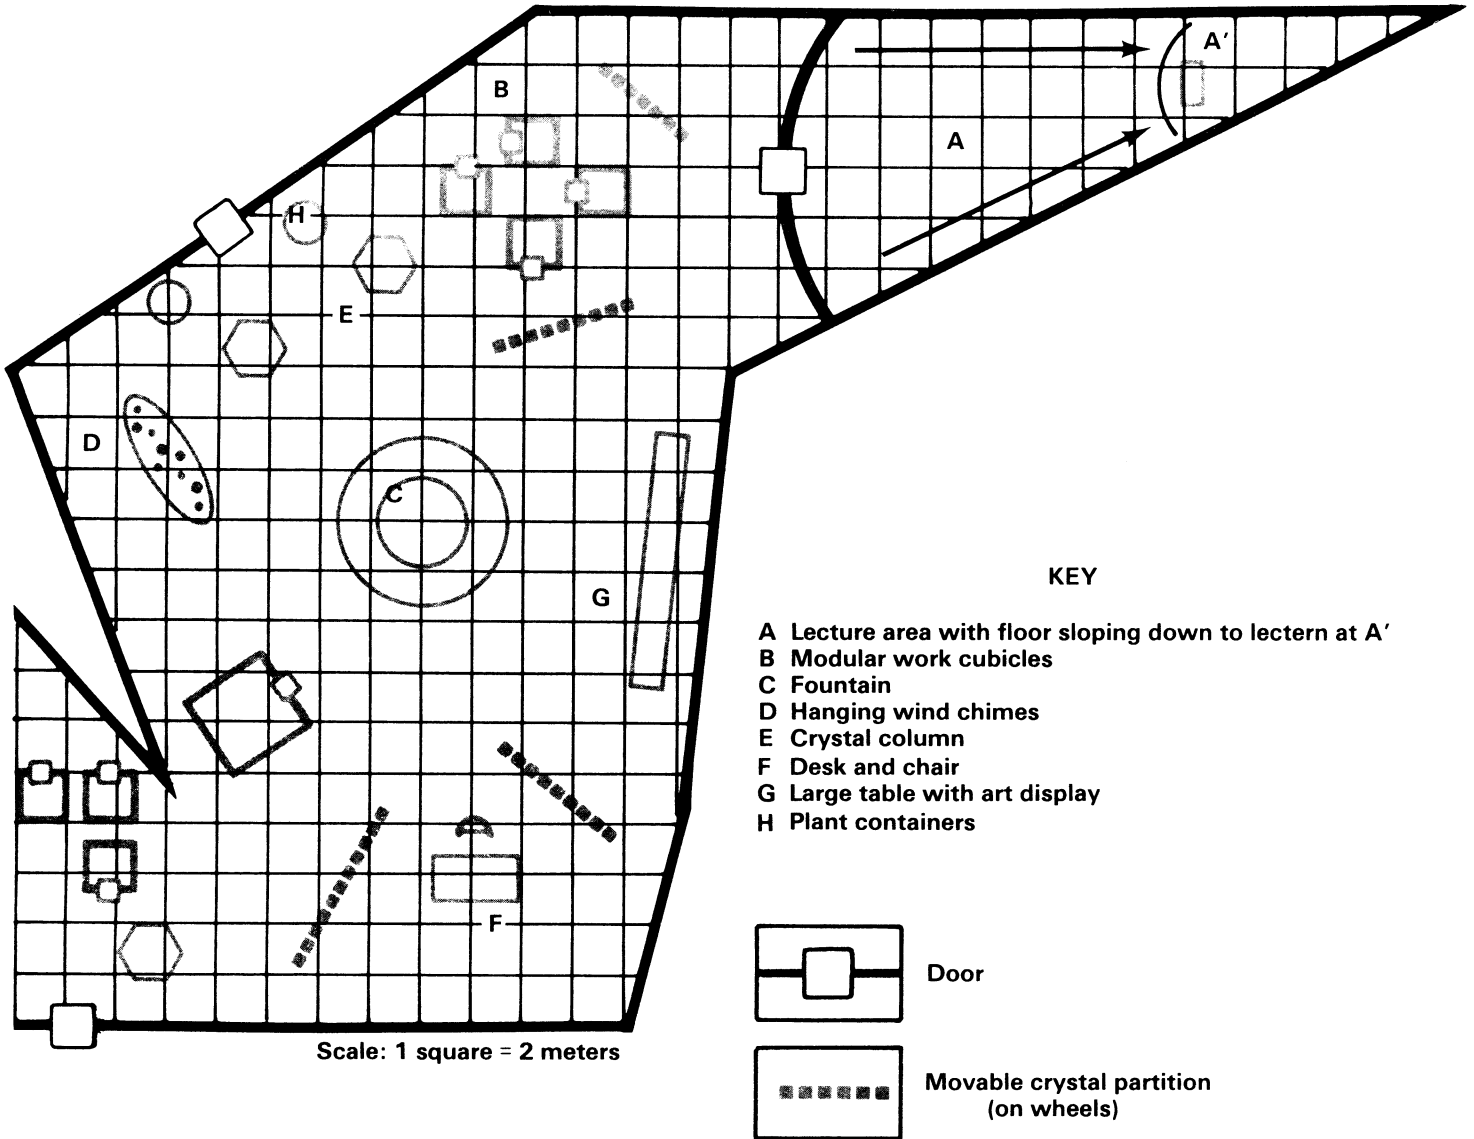 A'
B
A
H
E
D
C
G
F
Scale: 1 square = 2 meters
KEY
A Lecture area with floor sloping down to lectern at A'
B Modular work cubicles
C Fountain
D Hanging wind chimes
E Crystal column
F Desk and chair
G Large table with art display
H Plant containers
Door
Movable crystal partition
(on wheels)